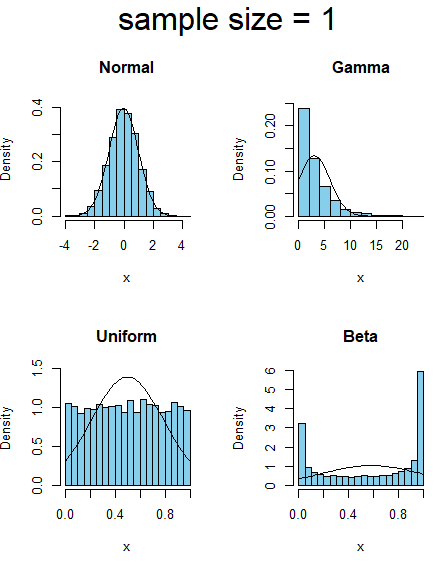 sample size = 1
Normal
Density
0.0 0.2 0.4
-4 -2 0 2 4
x
Gamma
Density
0.00 0.10 0.20
0 5 10 15 20
x
Uniform
Density
0.0 0.5 1.0 1.5
0.0 0.4 0.8
x
Beta
Density
0 1 2 3 4 5 6
0.0 0.4 0.8
x